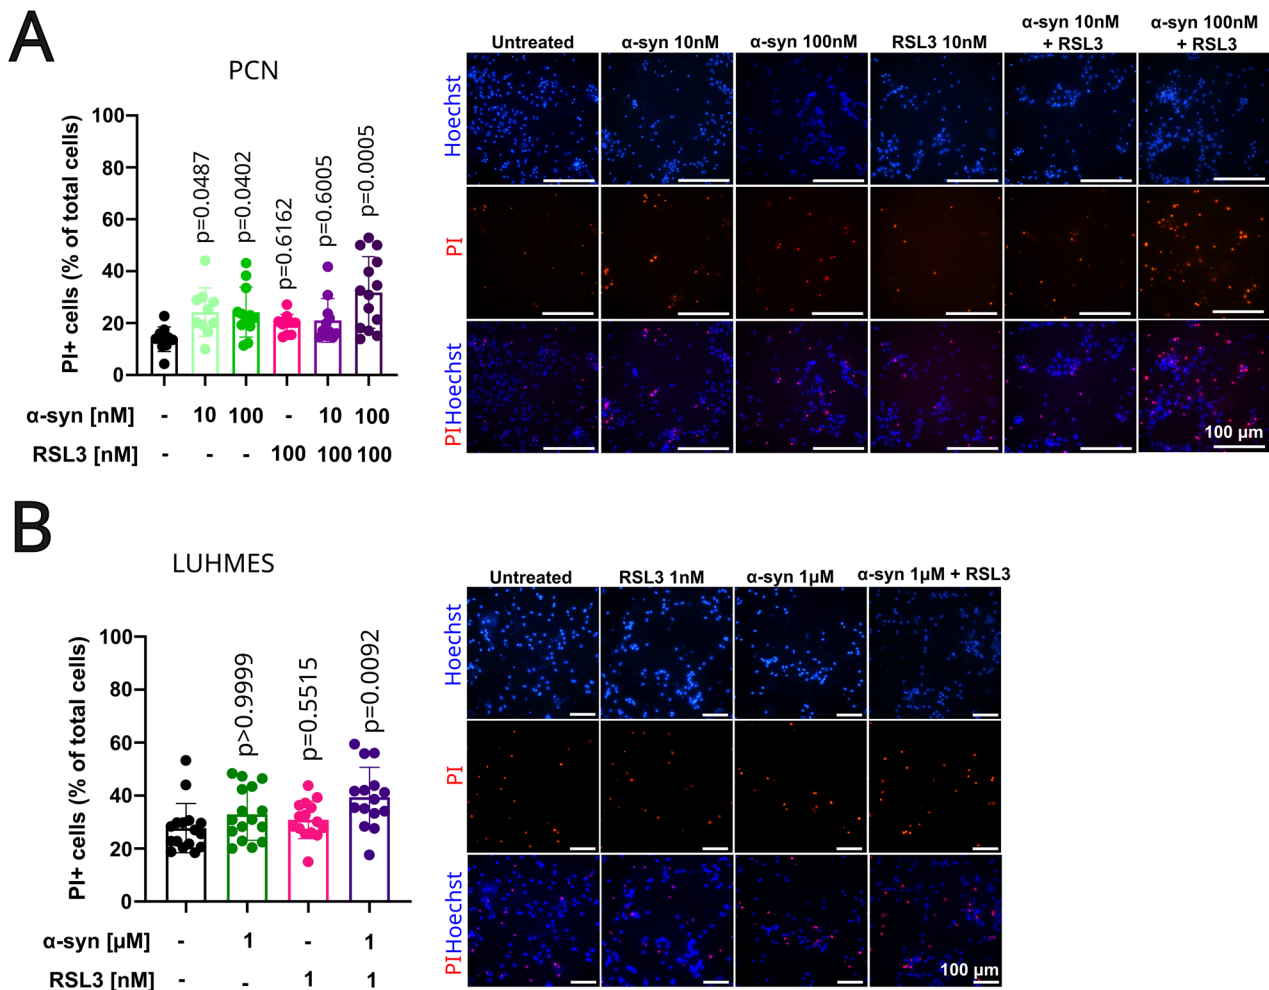 A
PCN
PI+ cells (% of total cells)
100
80
60
40
20
0
p=0.0487
p=0.0402
p=0.6162
p=0.6005
p=0.0005
α-syn [nM] - 10 100 - 10 100
RSL3 [nM] - - - 100 100 100
Untreated
α-syn 10nM
α-syn 100nM
RSL3 10nM
α-syn 10nM
+ RSL3
α-syn 100nM
+ RSL3
Hoechst
PI
PIHoechst
100 µm
B
LUHMES
PI+ cells (% of total cells)
100
80
60
40
20
0
p>0.9999
p=0.5515
p=0.0092
α-syn [µM] - 1 - 1
RSL3 [nM] - - 1 1
Untreated
RSL3 1nM
α-syn 1µM
α-syn 1µM + RSL3
Hoechst
PI
PIHoechst
100 µm